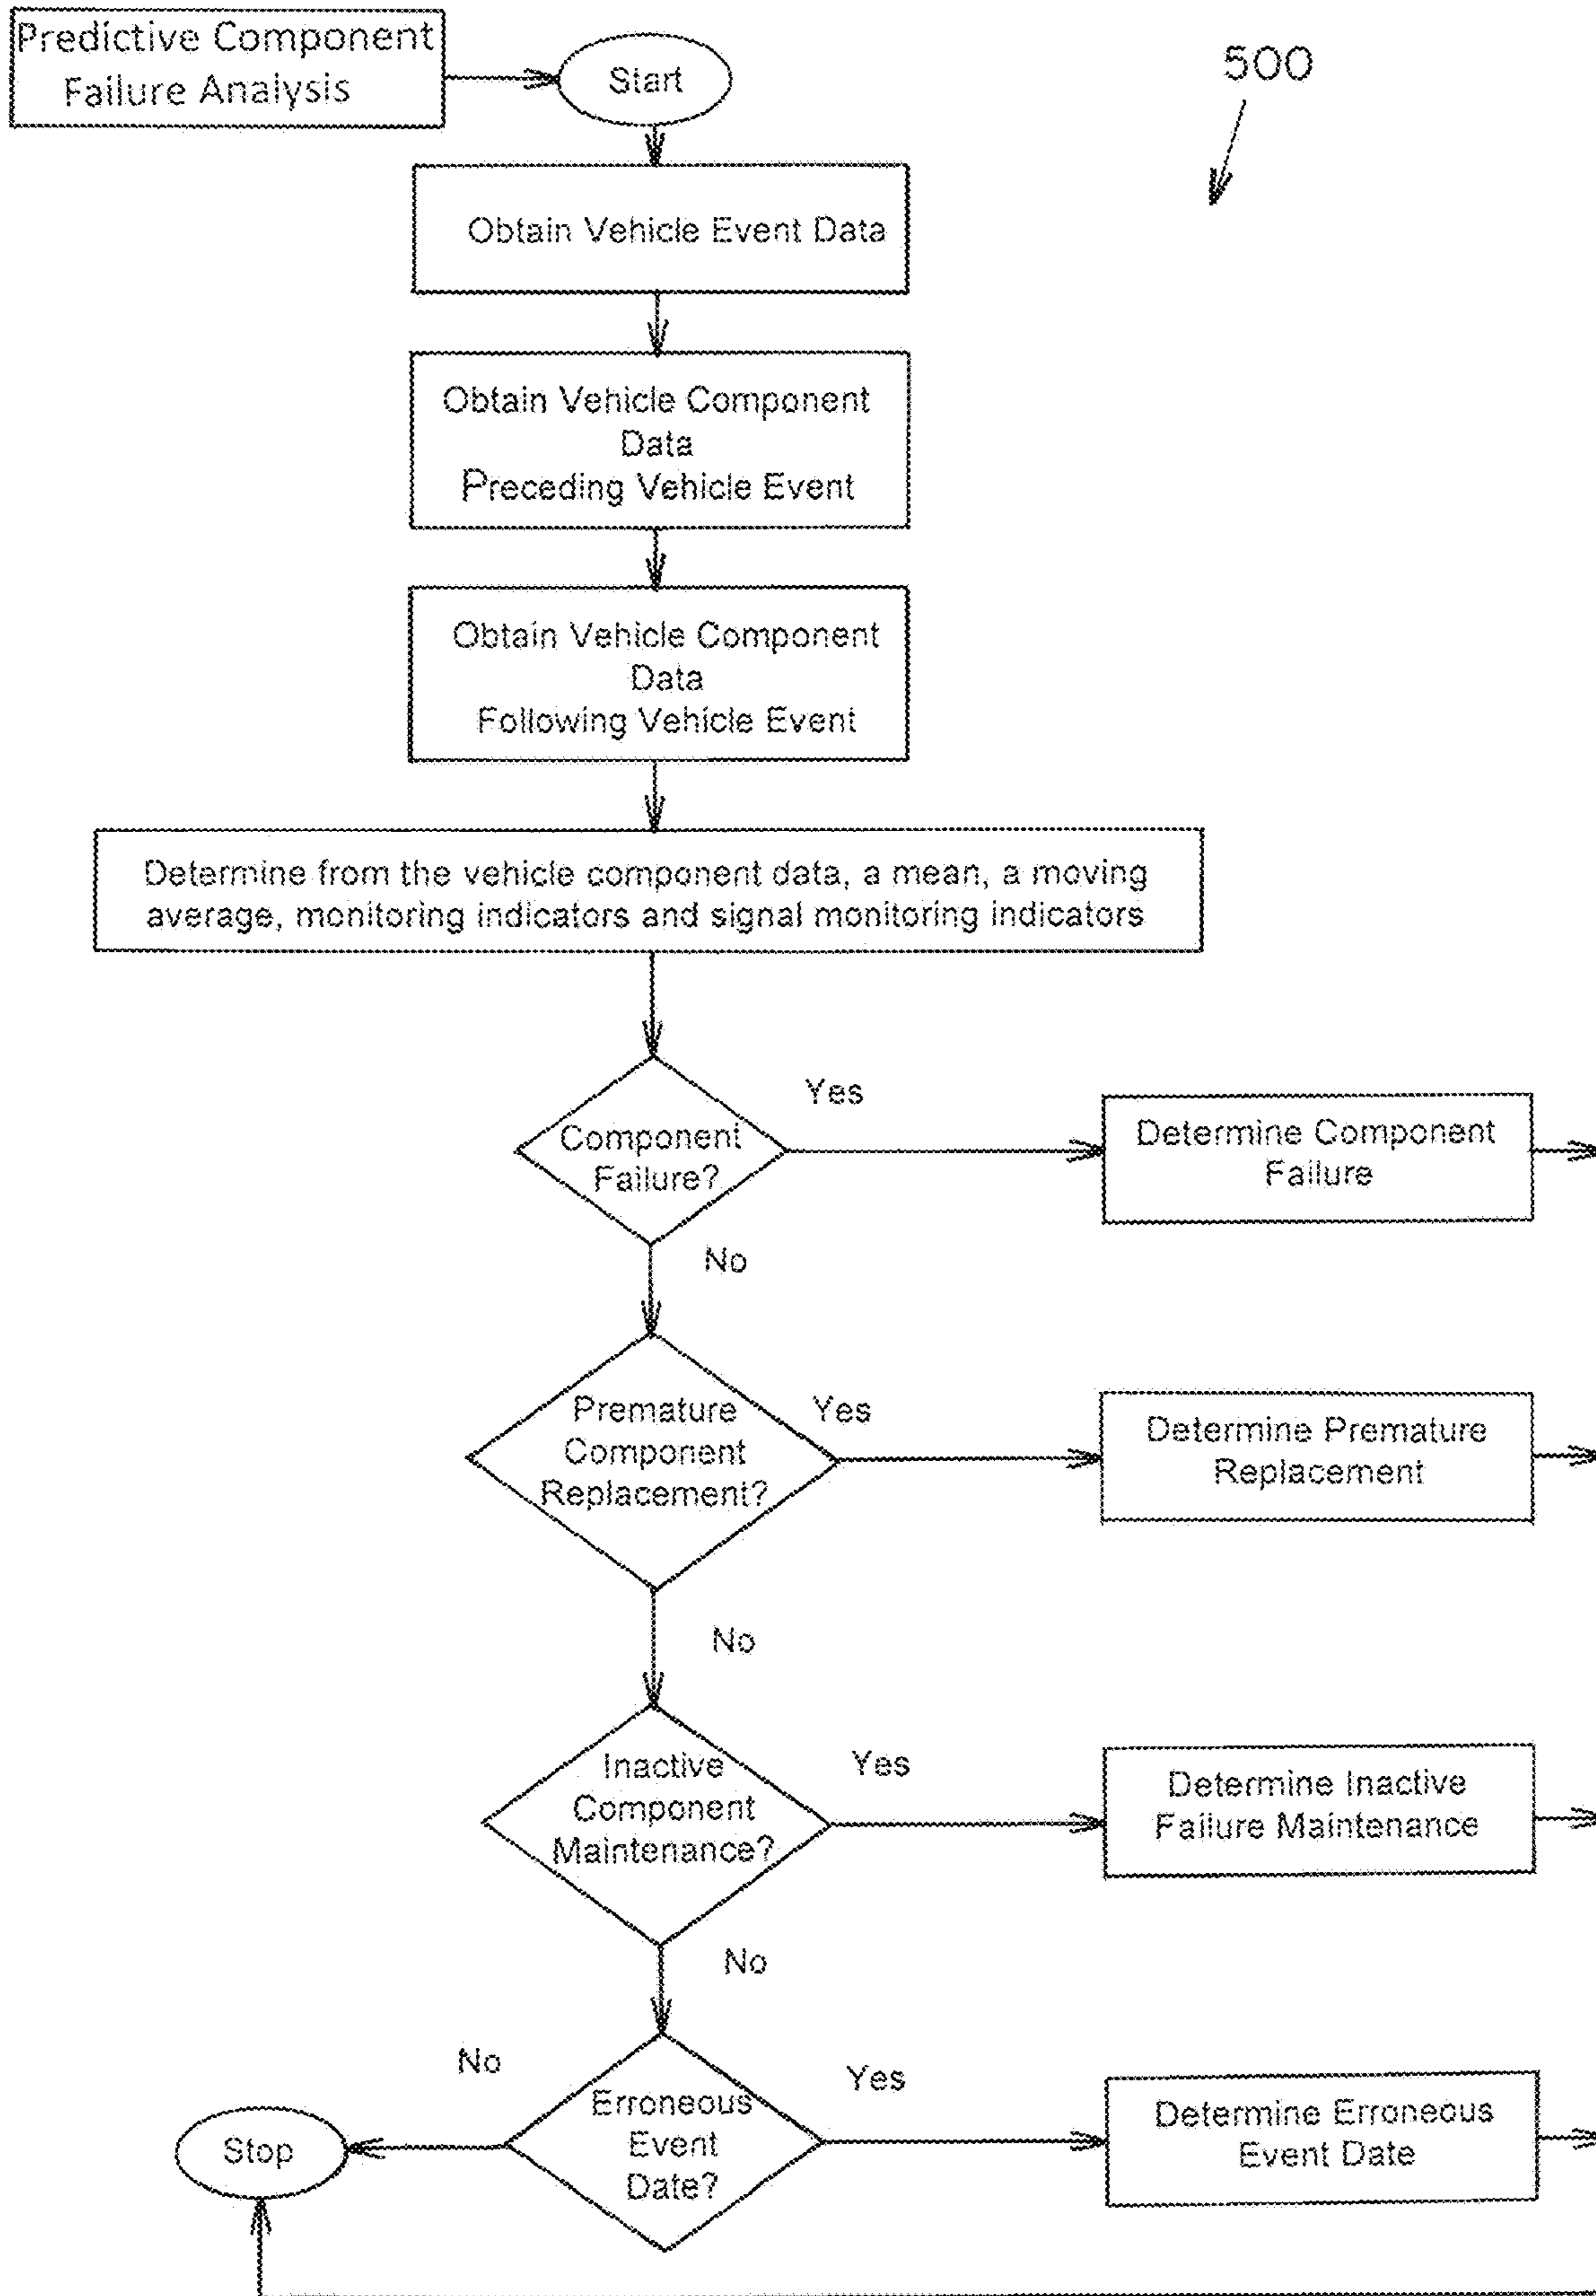 Predictive Component
Failure Analysis
Start
500
Obtain Vehicle Event Data
Obtain Vehicle Component
Data
Preceding Vehicle Event
Obtain Vehicle Component
Data
Following Vehicle Event
Determine from the vehicle component data, a mean, a moving
average, monitoring indicators and signal monitoring indicators
Component
Failure?
Yes
Determine Component
Failure
No
Premature
Component
Replacement?
Yes
Determine Premature
Replacement
No
Inactive
Component
Maintenance?
Yes
Determine Inactive
Failure Maintenance
No
Erroneous
Event
Date?
Yes
Determine Erroneous
Event Date
No
Stop